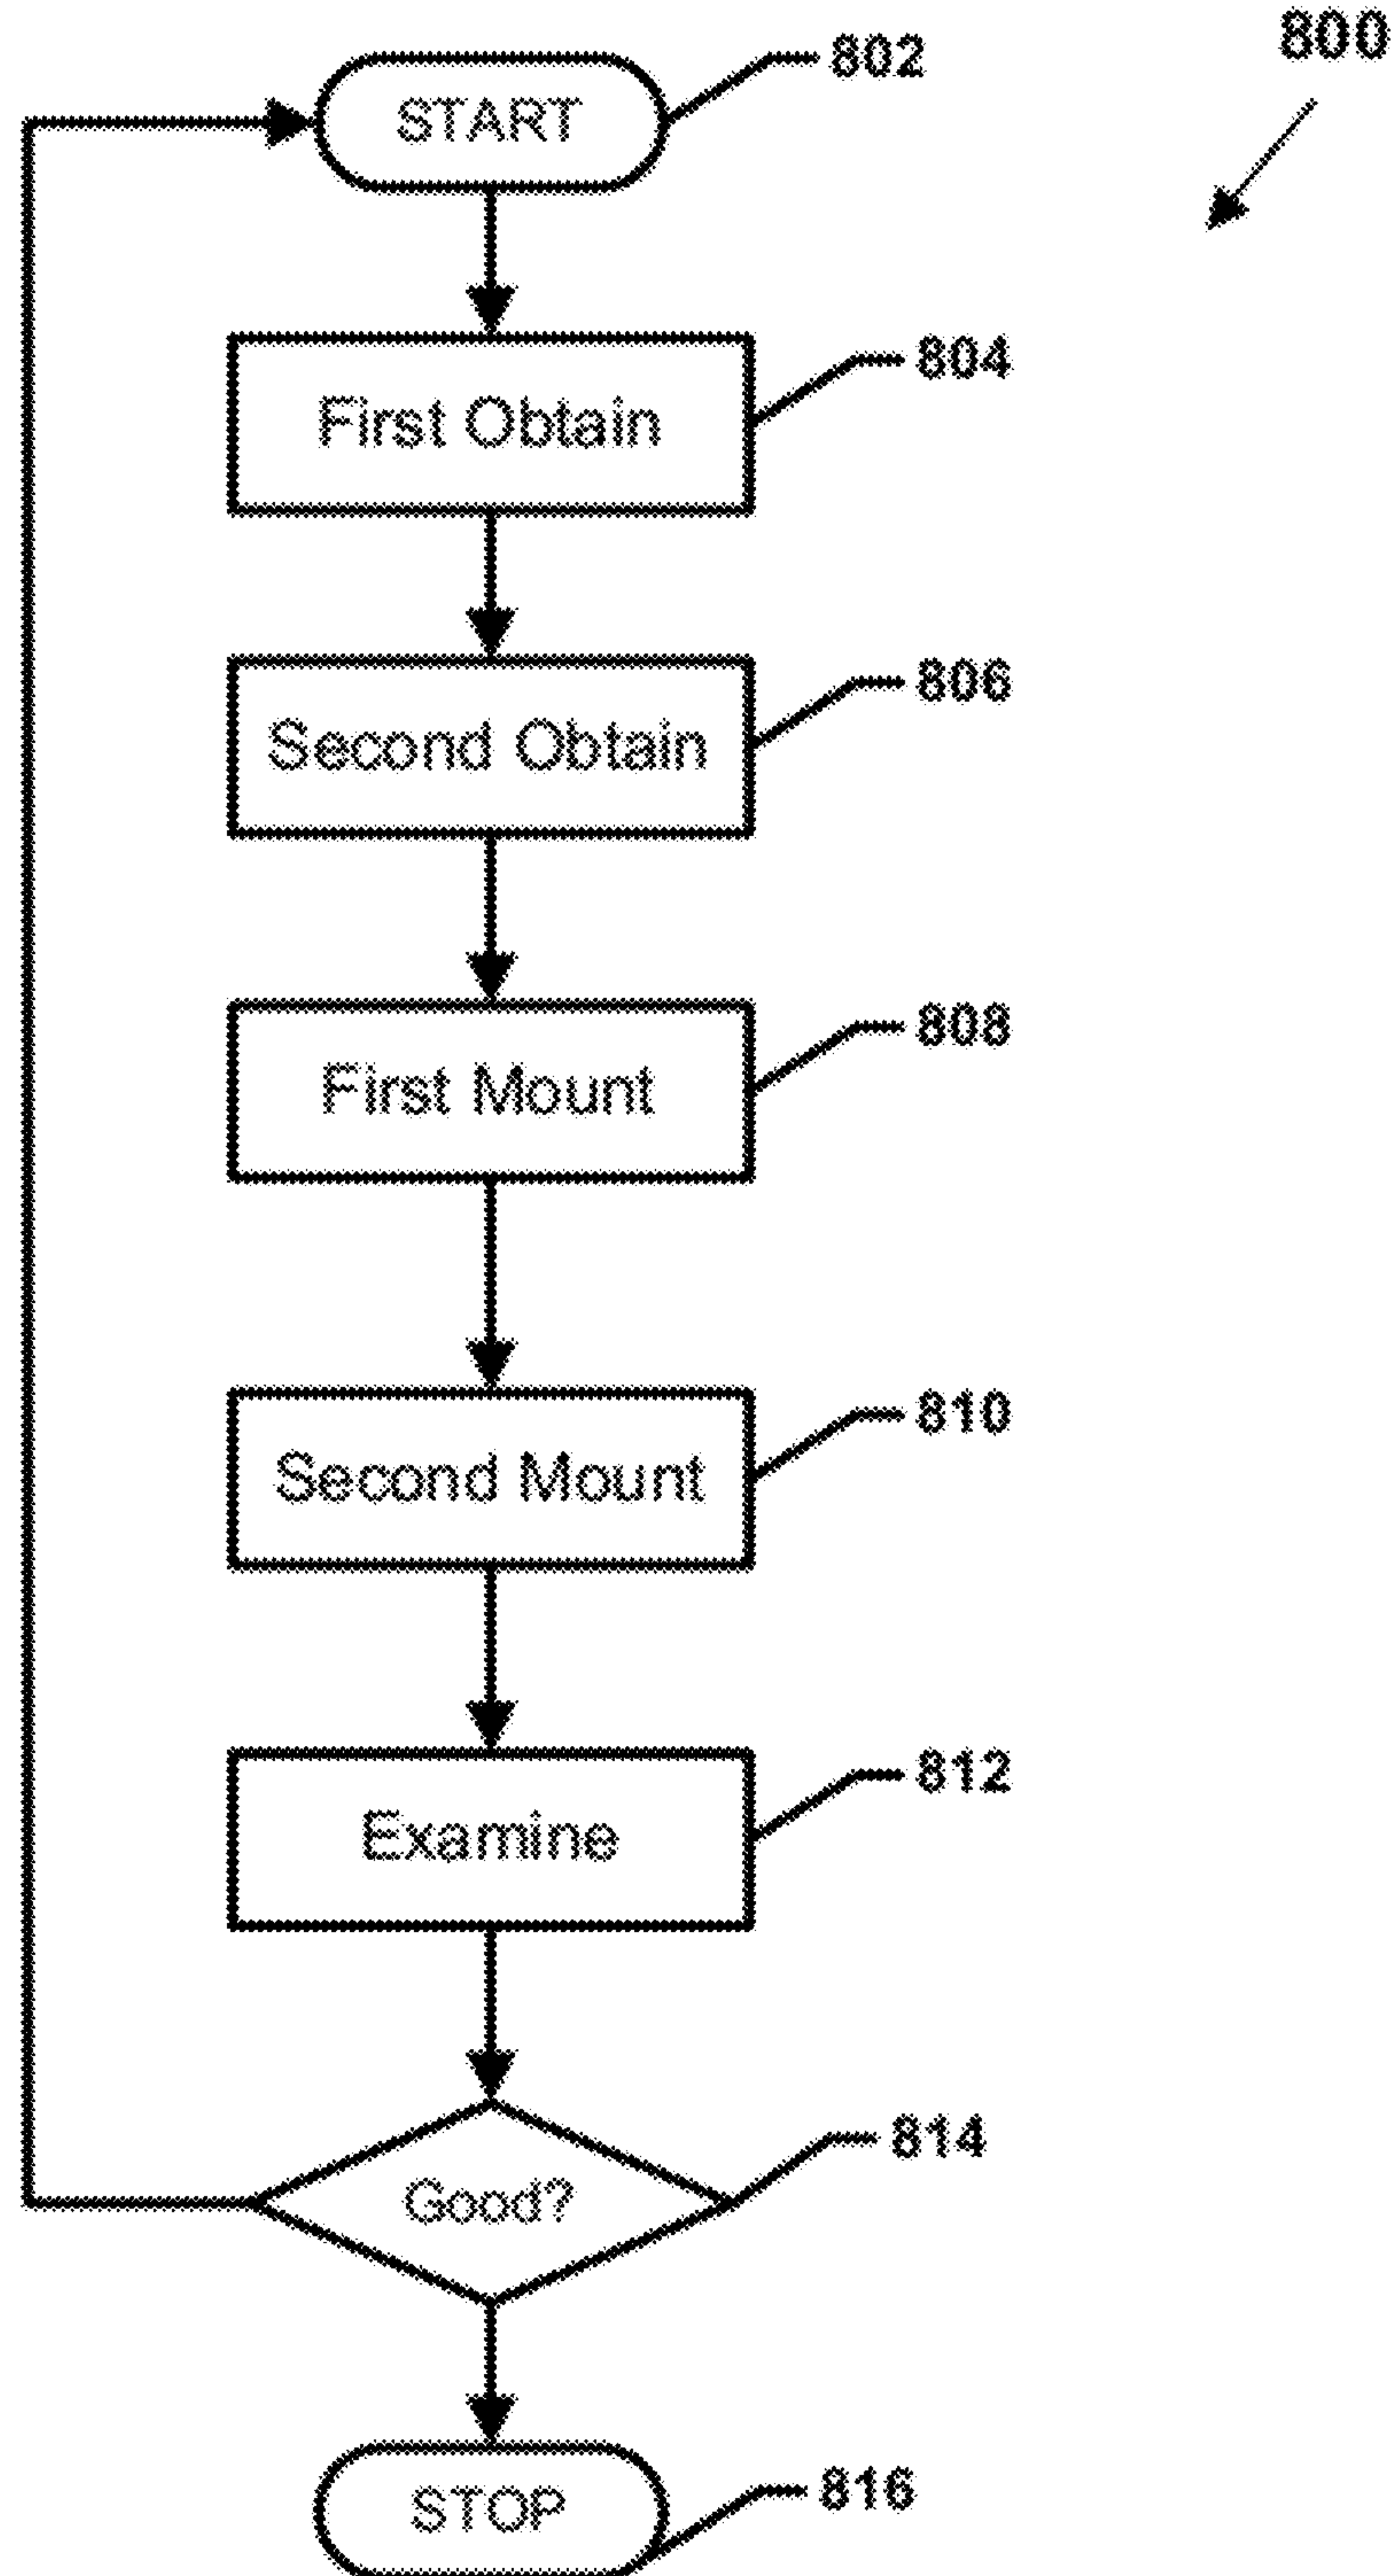 800
802
START
804
First Obtain
806
Second Obtain
808
First Mount
810
Second Mount
812
Examine
814
Good?
816
STOP